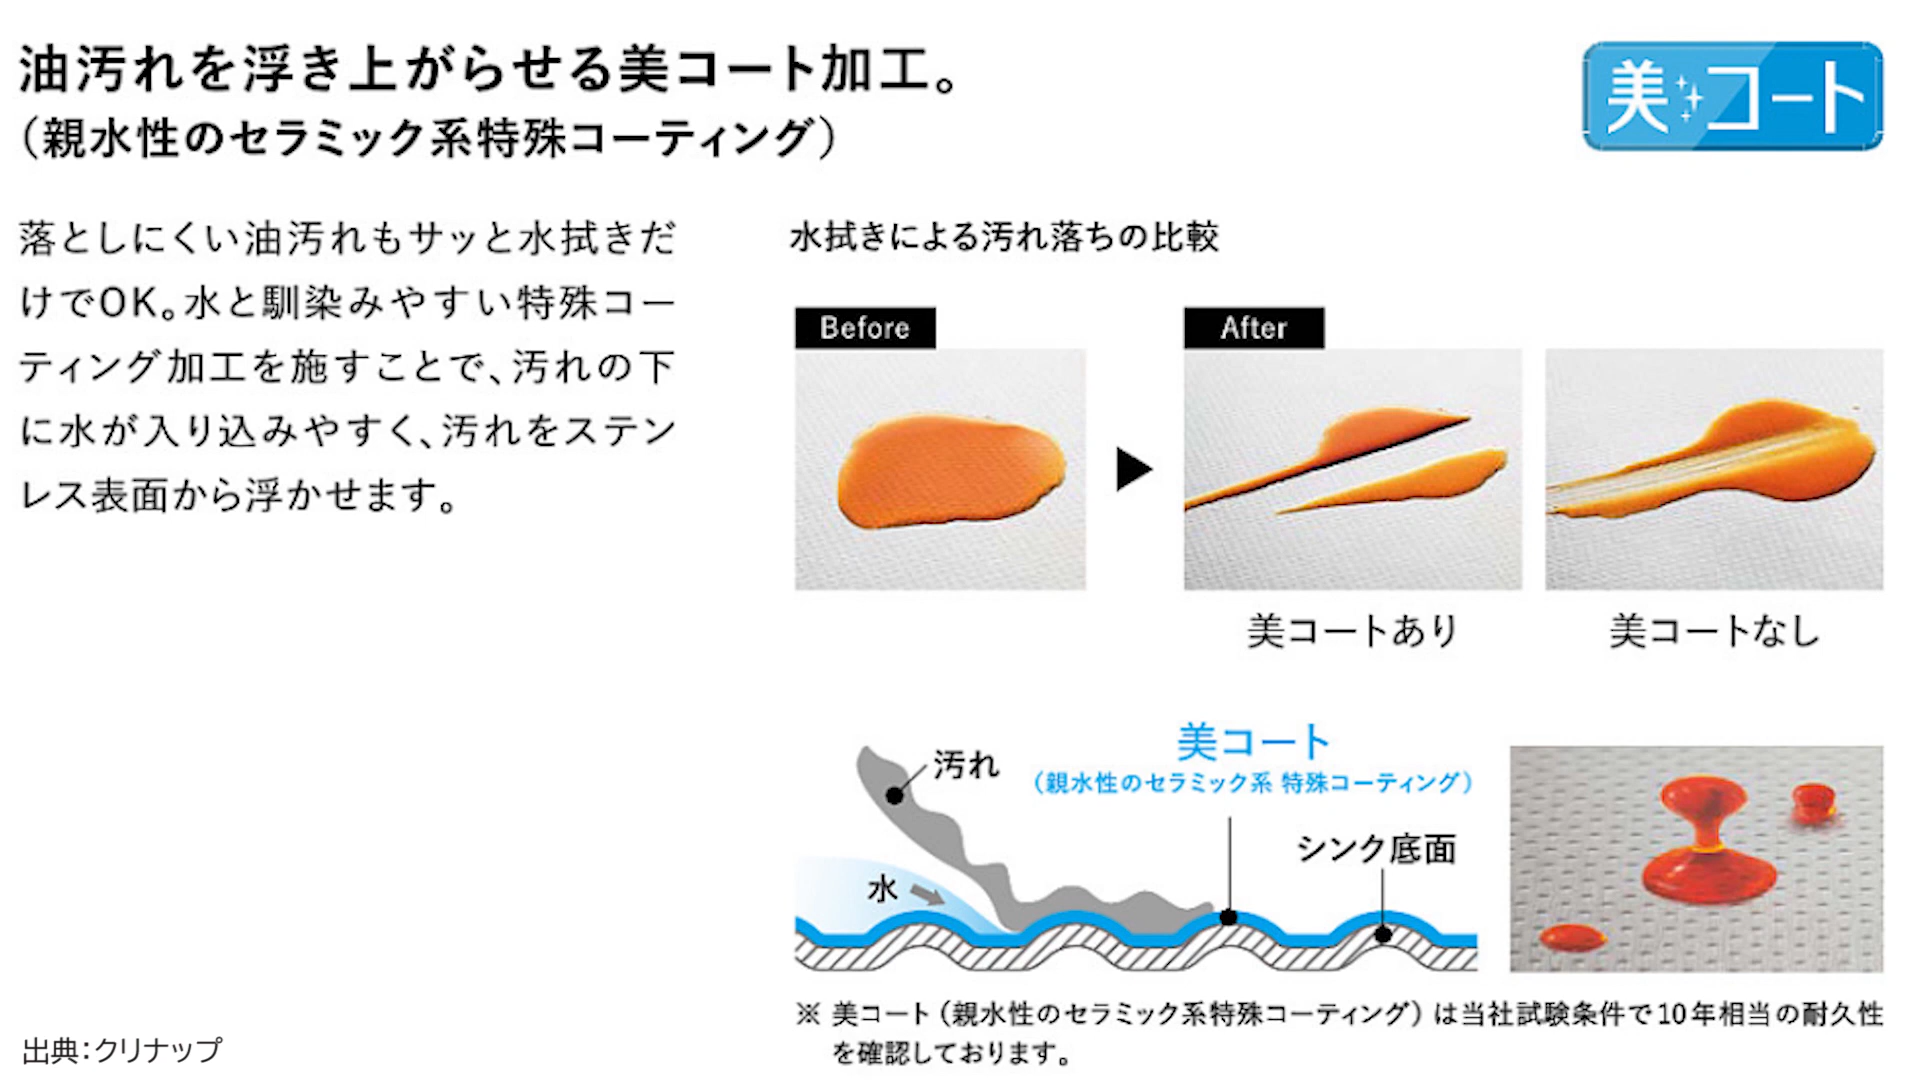 油汚れを浮き上がらせる美コート加工。
（親水性のセラミック系特殊コーティング）
美コート
落としにくい油汚れもサッと水拭きだ
けでOK。水と馴染みやすい特殊コー
ティング加工を施すことで、汚れの下
に水が入り込みやすく、汚れをステン
レス表面から浮かせます。
水拭きによる汚れ落ちの比較
Before
After
美コートあり
美コートなし
汚れ
美コート
（親水性のセラミック系 特殊コーティング）
シンク底面
水
※ 美コート（親水性のセラミック系特殊コーティング）は当社試験条件で10年相当の耐久性
を確認しております。
出典：クリナップ